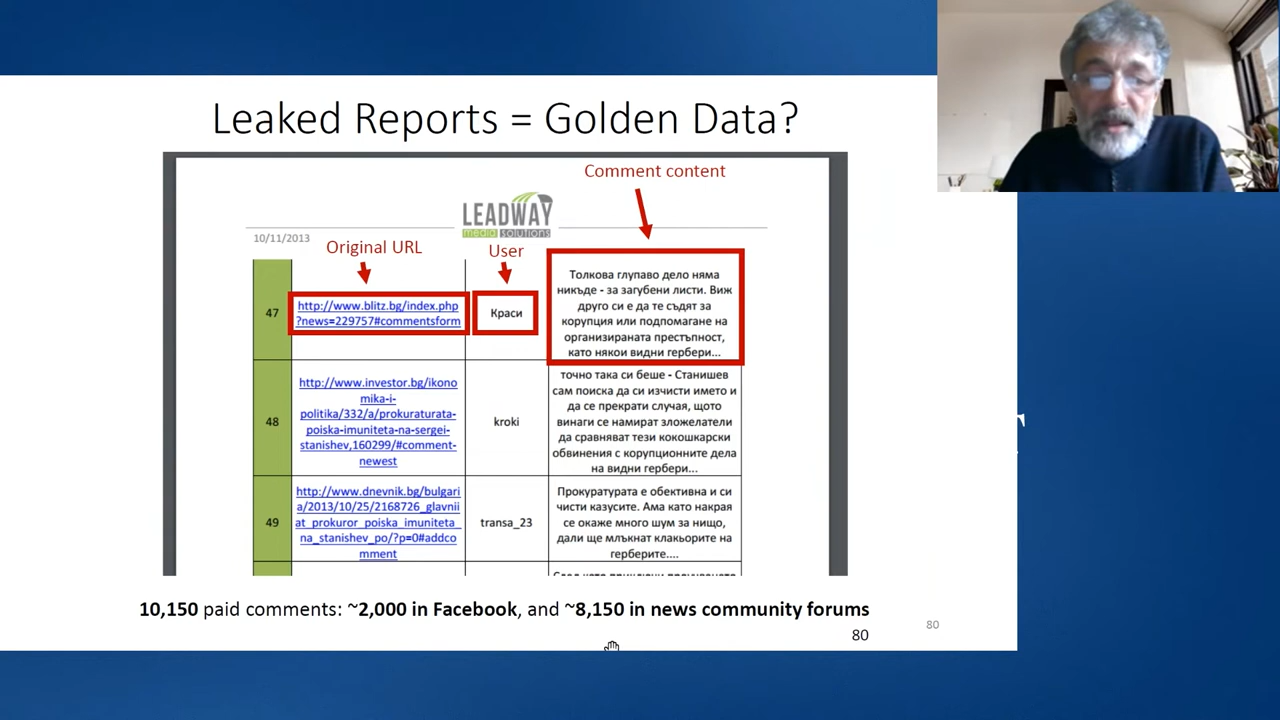 Leaked Reports = Golden Data?
Comment content
LEADWAY
media solutions
10/11/2013
Original URL
User
47
http://www.blitz.bg/index.php
?news=229757#commentsform
Краси
Толкова глупаво дело няма
никъде - за загубени листи. Виж
друго си е да те съдят за
корупция или подпомагане на
организираната престъпност,
като някои видни гербери...
48
http://www.investor.bg/ikono
mika-i-
politika/332/a/prokuraturata-
poiska-imuniteta-na-sergei-
stanishev,160299/#comment-
newest
kroki
точно така си беше - Станишев
сам поиска да си изчисти името и
да се прекрати случая, щото
винаги се намират зложелатели
да сравняват тези кокошкарски
обвинения с корупционните дела
на видни гербери...
49
http://www.dnevnik.bg/bulgari
a/2013/10/25/2168726_glavnii
at_prokuror_poiska_imuniteta_
na_stanishev_po/?p=0#addco
mment
transa_23
Прокуратурата е обективна и си
чисти казусите. Ама като накрая
се окаже много шум за нищо,
дали ще млъкнат клакьорите на
герберите....
10,150 paid comments: ~2,000 in Facebook, and ~8,150 in news community forums
80
80